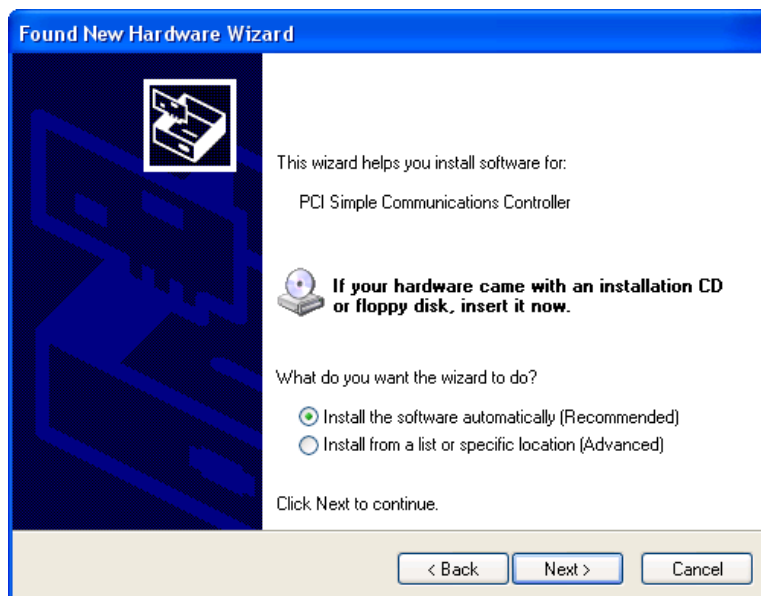 Found New Hardware Wizard
This wizard helps you install software for:
PCI Simple Communications Controller
If your hardware came with an installation CD
or floppy disk, insert it now.
What do you want the wizard to do?
Install the software automatically (Recommended)
Install from a list or specific location (Advanced)
Click Next to continue.
< Back
Next >
Cancel